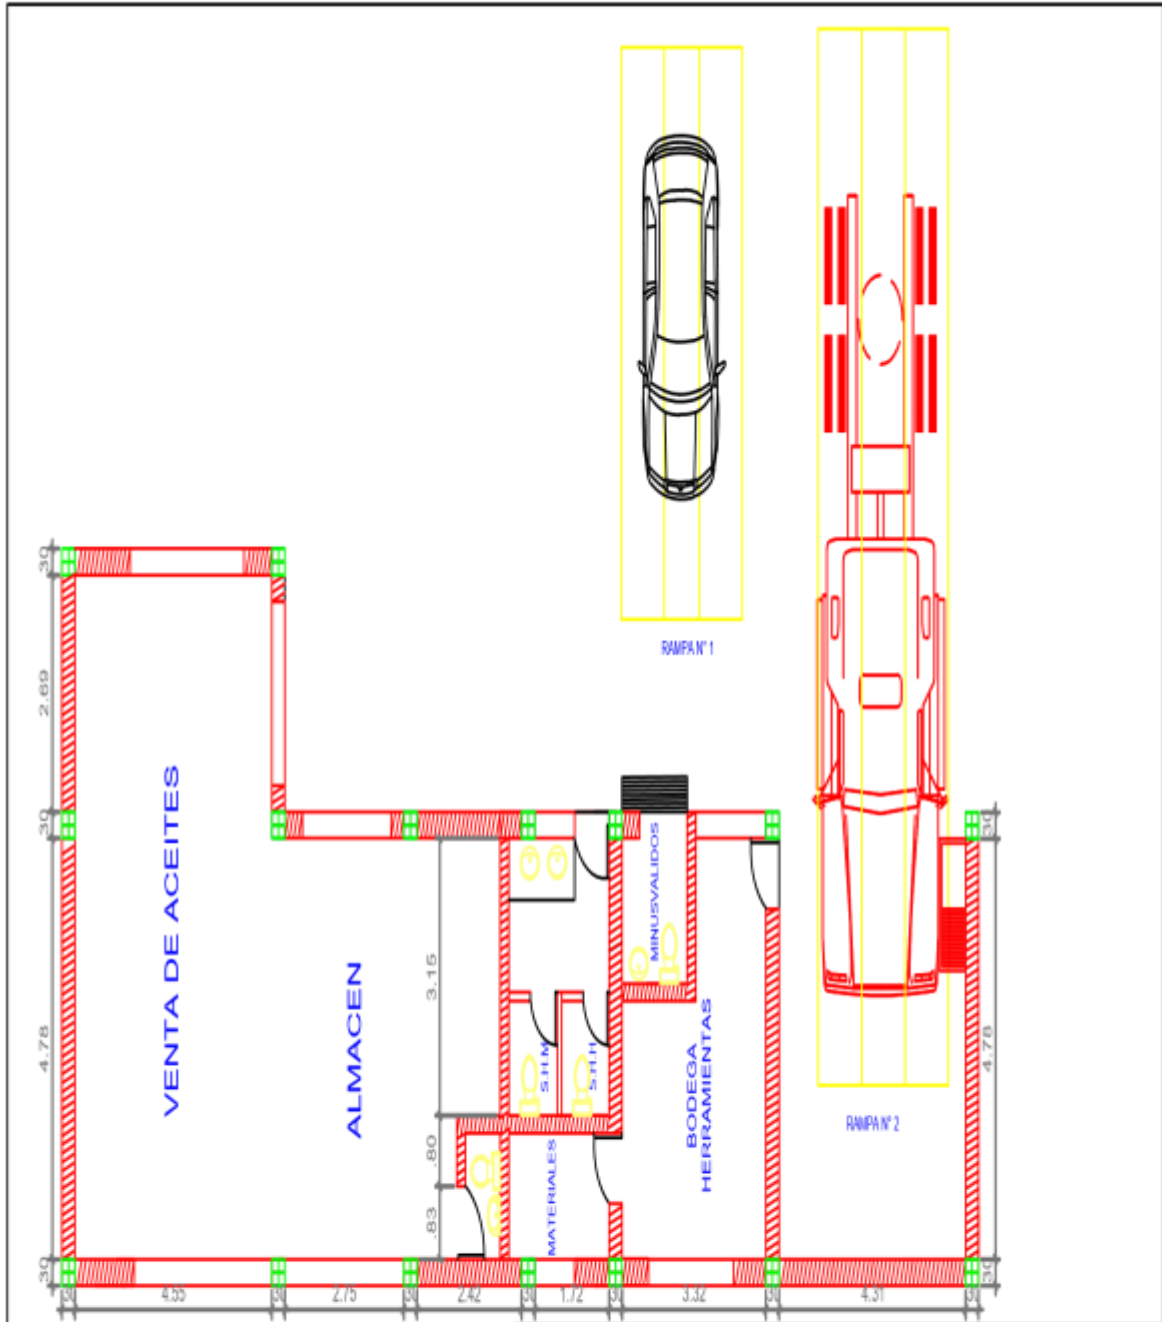 RAMPA N° 1
VENTA DE ACEITES
ALMACEN
MINUSVALIDOS
S.H.M
S.H.H
BODEGA
HERRAMIENTAS
MATERIALES
RAMPA N° 2
30
2.69
30
4.78
30
3.15
.80
.83
30
4.78
30
30
4.55
30
2.75
30
2.42
30
1.72
30
3.32
30
4.31
30